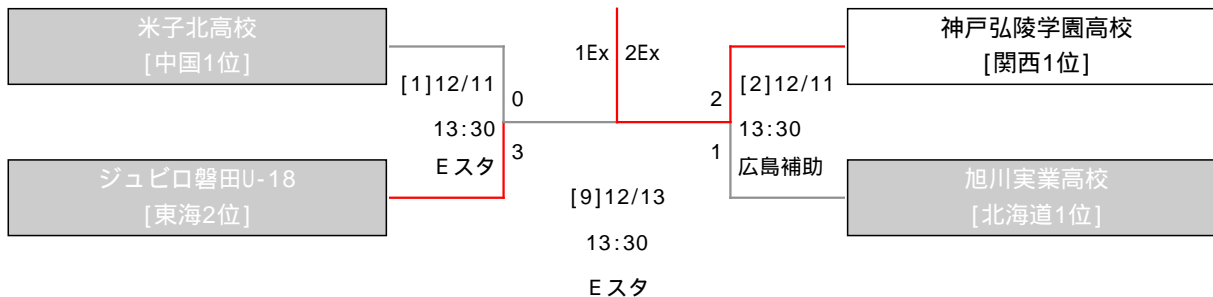 米子北高校
[中国1位]
神戸弘陵学園高校
[関西1位]
1Ex 2Ex
[1]12/11
0
13:30
3
Eスタ
2
[2]12/11
13:30
1
広島補助
ジュビロ磐田U-18
[東海2位]
旭川実業高校
[北海道1位]
[9]12/13
13:30
Eスタ